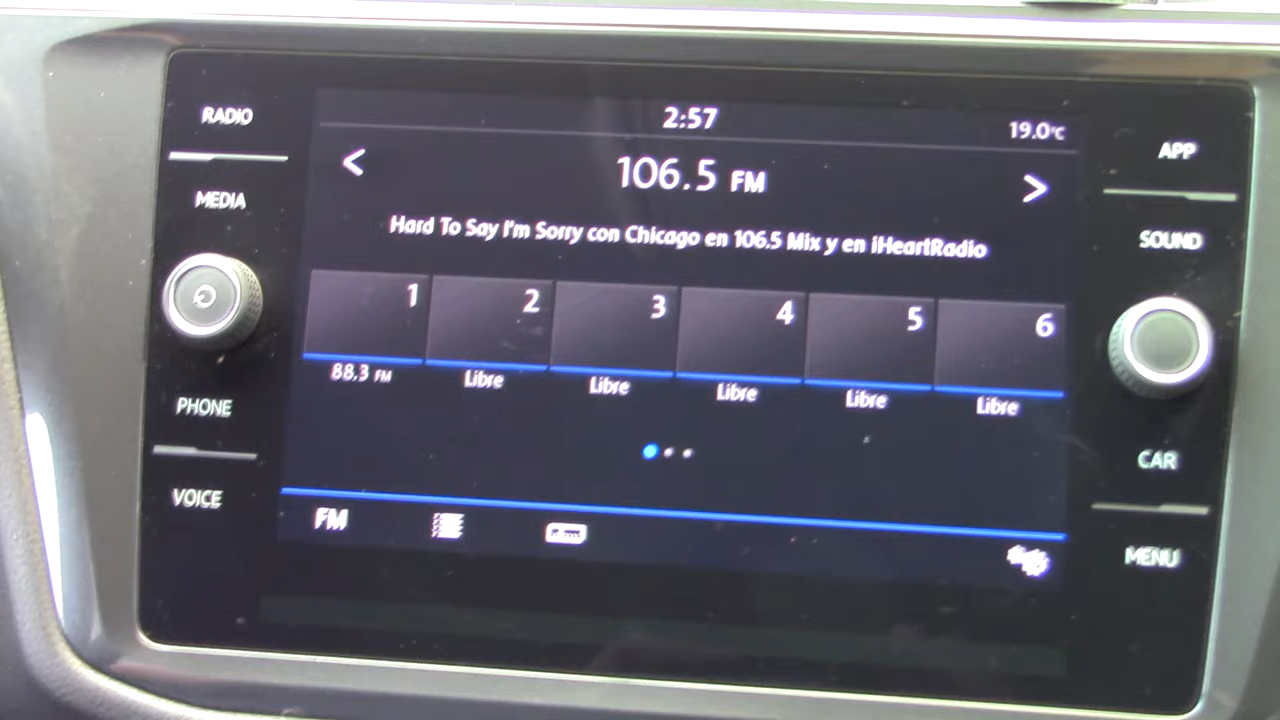 RADIO
MEDIA
PHONE
VOICE
2:57
19.0°C
106.5 FM
Hard To Say I'm Sorry con Chicago en 106.5 Mix y en iHeartRadio
1 2 3 4 5 6
88.3 FM Libre Libre Libre Libre Libre
FM
APP
SOUND
CAR
MENU